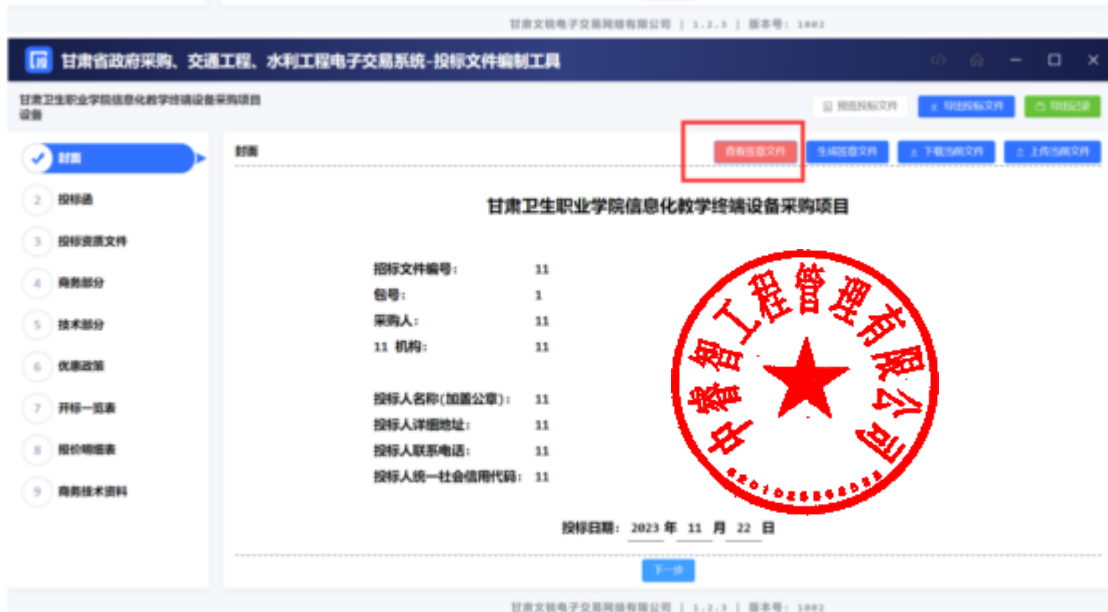 甘肃文锐电子交易网络有限公司 | 1.2.3 | 版本号: 1002
甘肃省政府采购、交通工程、水利工程电子交易系统-投标文件编制工具
甘肃卫生职业学院信息化教学终端设备采购项目
设备
预览投标文件
导出投标文件
导出记录
封面
查看签章文件
生成签章文件
下载当前文件
上传当前文件
1 封面
2 投标函
3 投标资质文件
4 商务部分
5 技术部分
6 优惠政策
7 开标一览表
8 报价明细表
9 商务技术资料
甘肃卫生职业学院信息化教学终端设备采购项目
招标文件编号: 11
包号: 1
采购人: 11
11 机构: 11
投标人名称(加盖公章): 11
投标人详细地址: 11
投标人联系电话: 11
投标人统一社会信用代码: 11
中睿智工程管理有限公司
投标日期: 2023 年 11 月 22 日
下一步
甘肃文锐电子交易网络有限公司 | 1.2.3 | 版本号: 1002